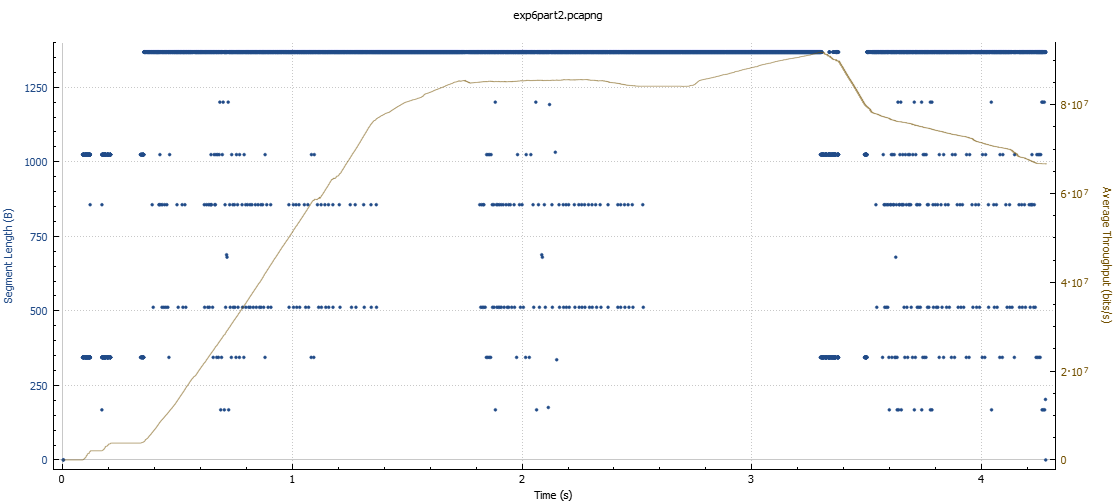 exp6part2.pcapng
Segment Length (B)
1250
1000
750
500
250
0
8·10⁷
6·10⁷
4·10⁷
2·10⁷
0
Average Throughput (bits/s)
0 1 2 3 4
Time (s)